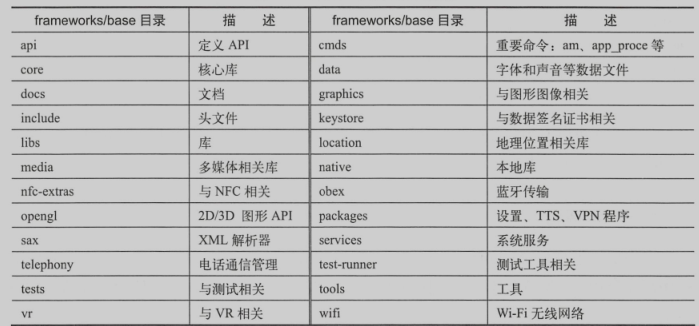 frameworks/base 目录 描 述 frameworks/base 目录 描 述
api 定义 API cmds 重要命令：am、app_proce 等
core 核心库 data 字体和声音等数据文件
docs 文档 graphics 与图形图像相关
include 头文件 keystore 与数据签名证书相关
libs 库 location 地理位置相关库
media 多媒体相关库 native 本地库
nfc-extras 与 NFC 相关 obex 蓝牙传输
opengl 2D/3D 图形 API packages 设置、TTS、VPN 程序
sax XML 解析器 services 系统服务
telephony 电话通信管理 test-runner 测试工具相关
tests 与测试相关 tools 工具
vr 与 VR 相关 wifi Wi-Fi 无线网络